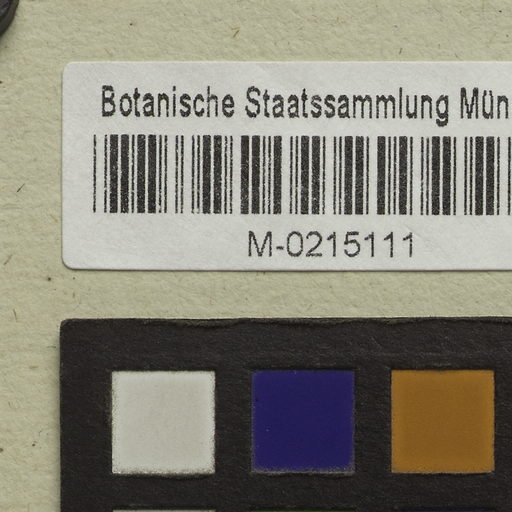 Botanische Staatssammlung Mün
M-0215111